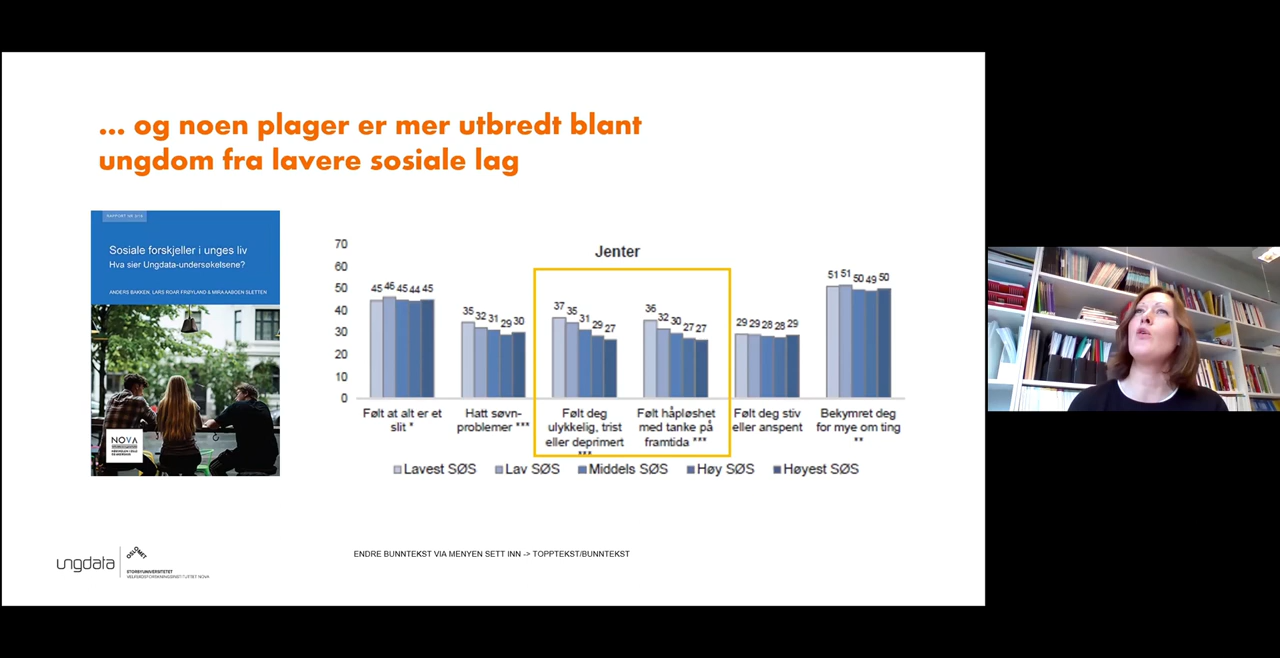 ... og noen plager er mer utbredt blant
ungdom fra lavere sosiale lag
RAPPORT NR 3/16
Sosiale forskjeller i unges liv
Hva sier Ungdata-undersøkelsene?
ANDERS BAKKEN, LARS ROAR FRØYLAND & MIRA AABOEN SLETTEN
NOVA
Jenter
70
60
50
40
30
20
10
0
45 46 45 44 45
35 32 31 29 30
37 35 31 29 27
36 32 30 27 27
29 29 28 28 29
51 51 50 49 50
Følt at alt er et
slit *
Hatt søvn-
problemer ***
Følt deg
ulykkelig, trist
eller deprimert
***
Følt håpløshet
med tanke på
framtida ***
Følt deg stiv
eller anspent
Bekymret deg
for mye om ting
**
Lavest SØS Lav SØS Middels SØS Høy SØS Høyest SØS
ungdata
OSLOMET
STORBYUNIVERSITETET
VELFERDSFORSKNINGSINSTITUTTET NOVA
ENDRE BUNNTEKST VIA MENYEN SETT INN -> TOPPTEKST/BUNNTEKST